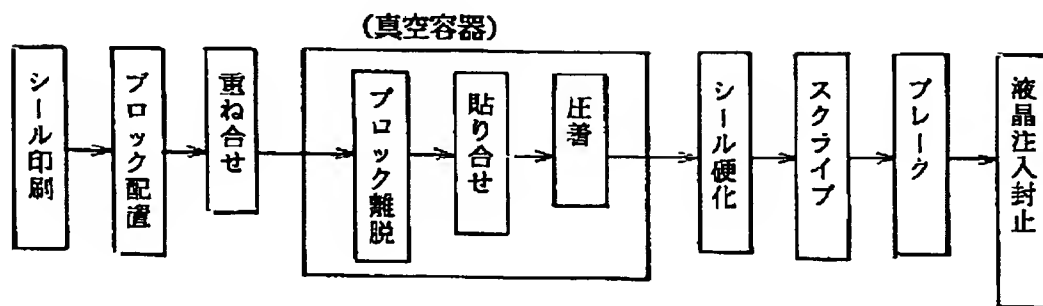 (真空容器)
シール印刷
ブロック配置
重ね合せ
ブロック離脱
貼り合せ
圧着
シール硬化
スクライブ
ブレーク
液晶注入封止